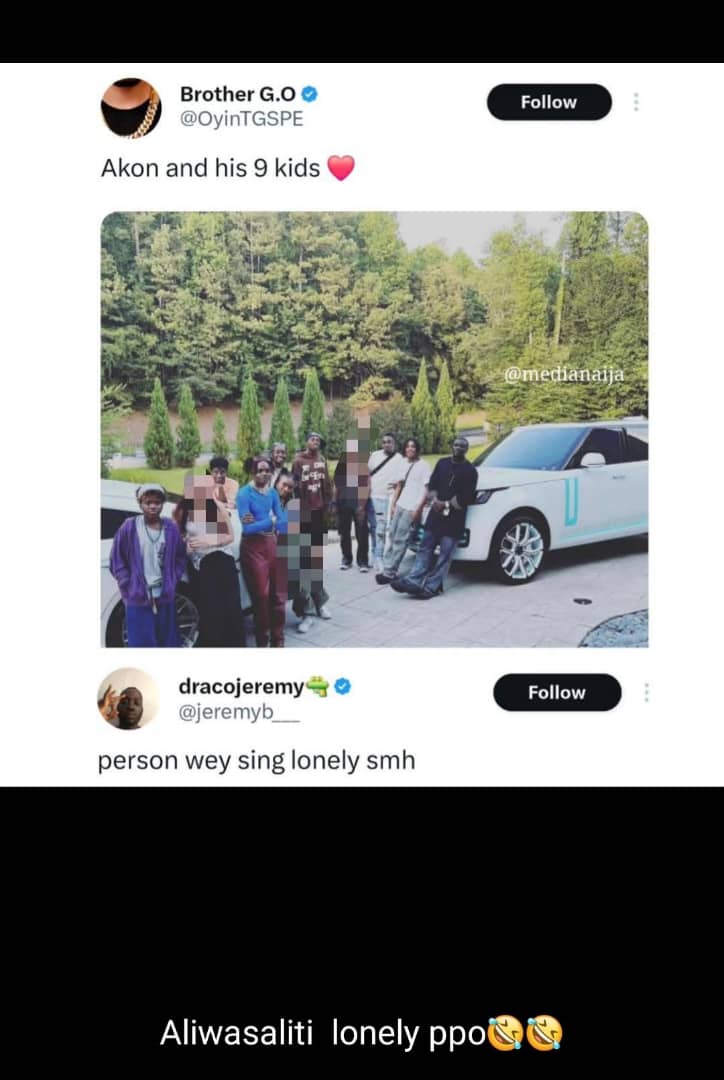 Brother G.O
@OyinTGSPE
Follow
Akon and his 9 kids ❤️
@medianaija
dracojeremy🔫
@jeremyb___
Follow
person wey sing lonely smh
Aliwasaliti lonely ppo🤣🤣